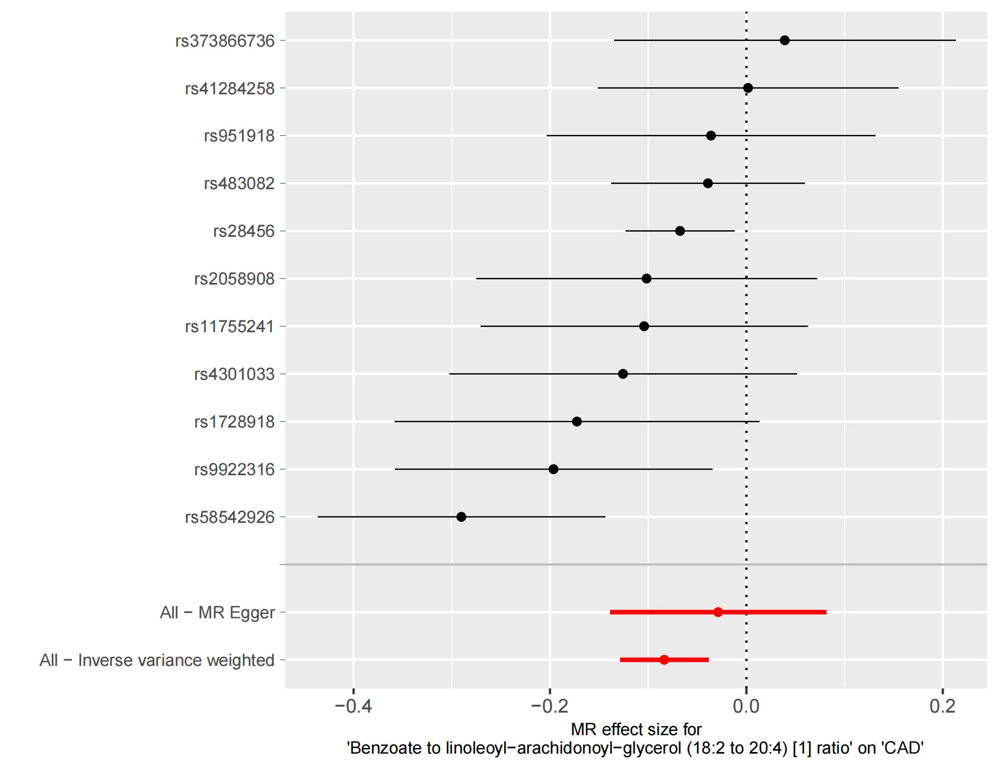 rs373866736
rs41284258
rs951918
rs483082
rs28456
rs2058908
rs11755241
rs4301033
rs1728918
rs9922316
rs58542926
All − MR Egger
All − Inverse variance weighted
−0.4 −0.2 0.0 0.2
MR effect size for
'Benzoate to linoleoyl−arachidonoyl−glycerol (18:2 to 20:4) [1] ratio' on 'CAD'